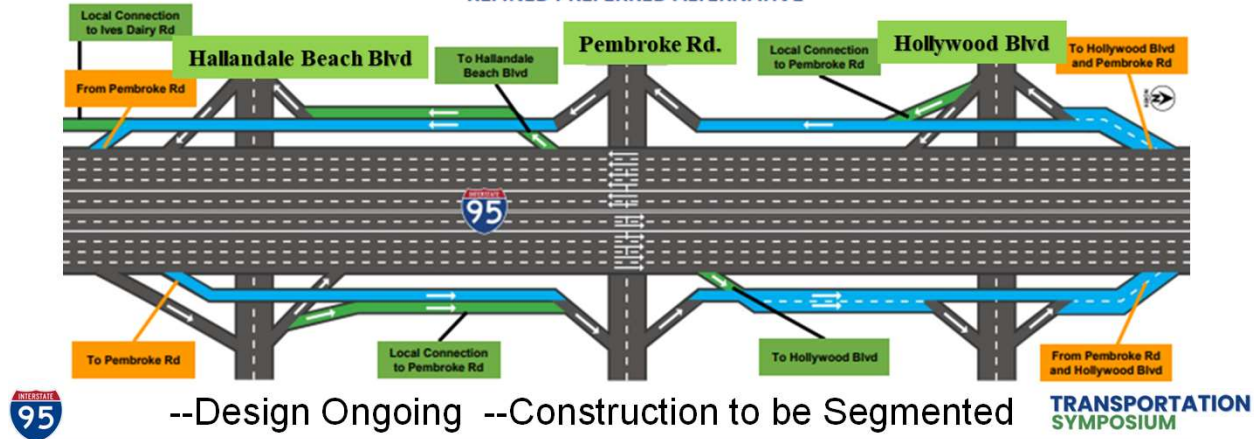 REFINED PREFERRED ALTERNATIVE
Local Connection
to Ives Dairy Rd
Hallandale Beach Blvd
From Pembroke Rd
To Hallandale
Beach Blvd
Pembroke Rd.
Local Connection
to Pembroke Rd
Hollywood Blvd
To Hollywood Blvd
and Pembroke Rd
N
INTERSTATE
95
To Pembroke Rd
Local Connection
to Pembroke Rd
To Hollywood Blvd
From Pembroke Rd
and Hollywood Blvd
INTERSTATE
95
--Design Ongoing --Construction to be Segmented
TRANSPORTATION
SYMPOSIUM